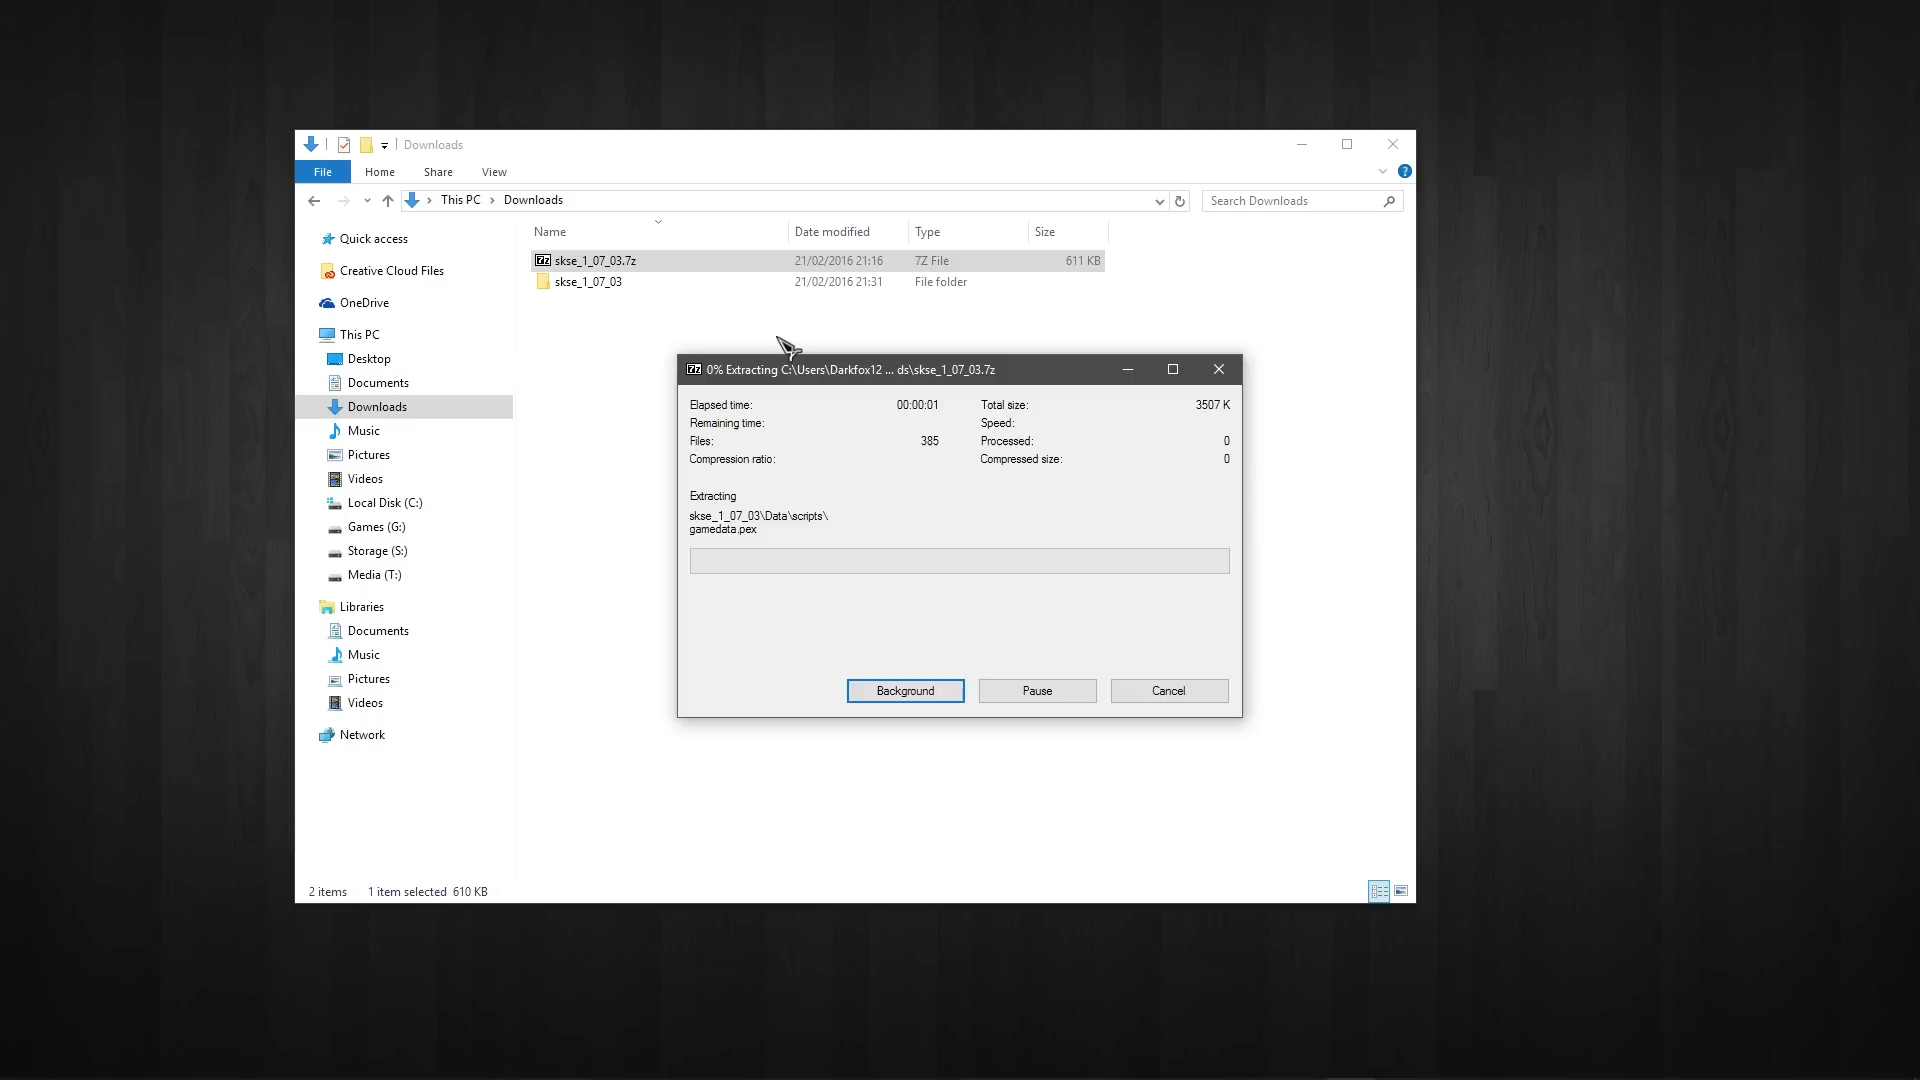 Downloads
File Home Share View
This PC Downloads
Search Downloads
Name Date modified Type Size
skse_1_07_03.7z 21/02/2016 21:16 7Z File 611 KB
skse_1_07_03 21/02/2016 21:31 File folder
Quick access
Creative Cloud Files
OneDrive
This PC
Desktop
Documents
Downloads
Music
Pictures
Videos
Local Disk (C:)
Games (G:)
Storage (S:)
Media (T:)
Libraries
Documents
Music
Pictures
Videos
Network
0% Extracting C:\Users\Darkfox12 ... ds\skse_1_07_03.7z
Elapsed time: 00:00:01 Total size: 3507 K
Remaining time: Speed:
Files: 385 Processed: 0
Compression ratio: Compressed size: 0
Extracting
skse_1_07_03\Data\scripts\
gamedata.pex
Background Pause Cancel
2 items 1 item selected 610 KB